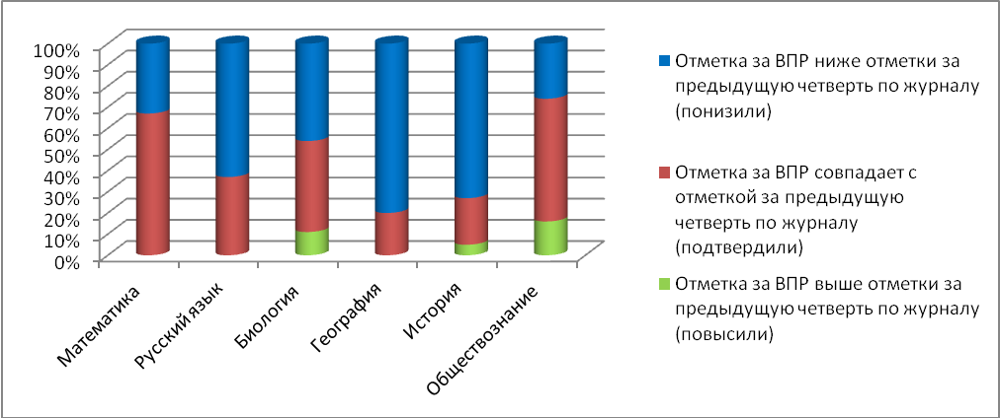 100%
90%
80%
70%
60%
50%
40%
30%
20%
10%
0%
Математика
Русский язык
Биология
География
История
Обществознание
Отметка за ВПР ниже отметки за
предыдущую четверть по журналу
(понизили)
Отметка за ВПР совпадает с
отметкой за предыдущую
четверть по журналу
(подтвердили)
Отметка за ВПР выше отметки за
предыдущую четверть по журналу
(повысили)